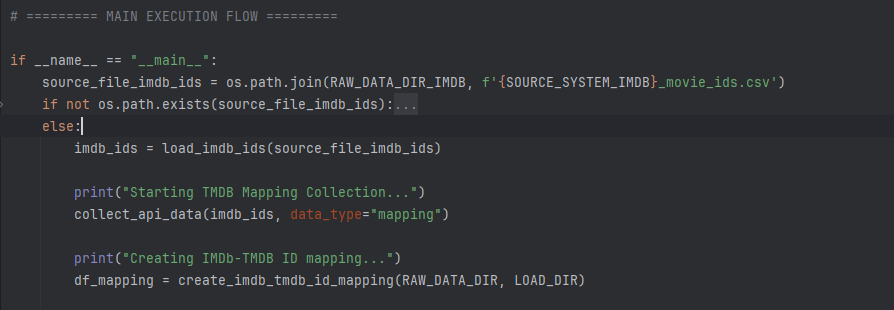 # ========= MAIN EXECUTION FLOW =========
if __name__ == "__main__":
source_file_imdb_ids = os.path.join(RAW_DATA_DIR_IMDB, f'{SOURCE_SYSTEM_IMDB}_movie_ids.csv')
if not os.path.exists(source_file_imdb_ids):...
else:
imdb_ids = load_imdb_ids(source_file_imdb_ids)
print("Starting TMDB Mapping Collection...")
collect_api_data(imdb_ids, data_type="mapping")
print("Creating IMDb-TMDB ID mapping...")
df_mapping = create_imdb_tmdb_id_mapping(RAW_DATA_DIR, LOAD_DIR)